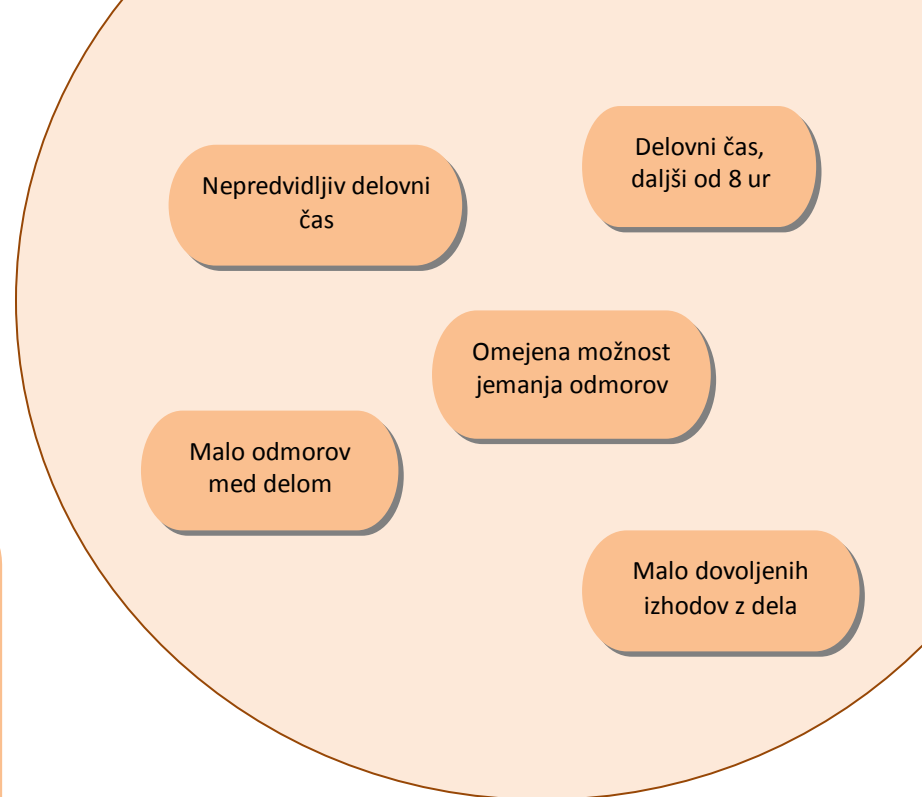 Delovni čas,
daljši od 8 ur
Nepredvidljiv delovni
čas
Omejena možnost
jemanja odmorov
Malo odmorov
med delom
Malo dovoljenih
izhodov z dela